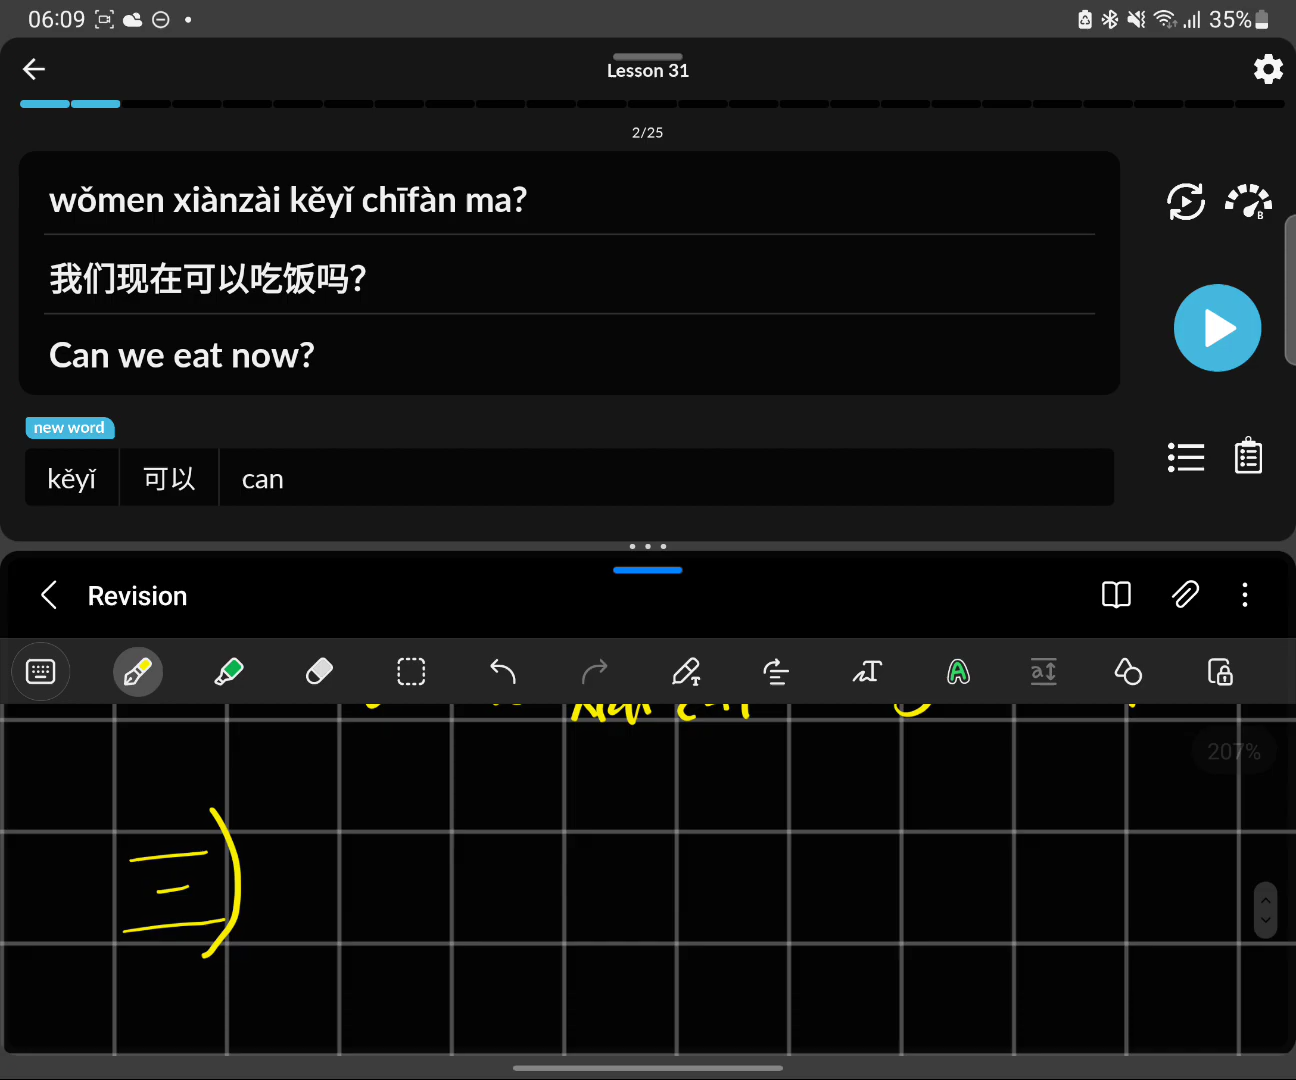 06:09 35%
Lesson 31
2/25
wǒmen xiànzài kěyǐ chīfàn ma?
我们现在可以吃饭吗?
Can we eat now?
new word
kěyǐ 可以 can
Revision
207%
三)